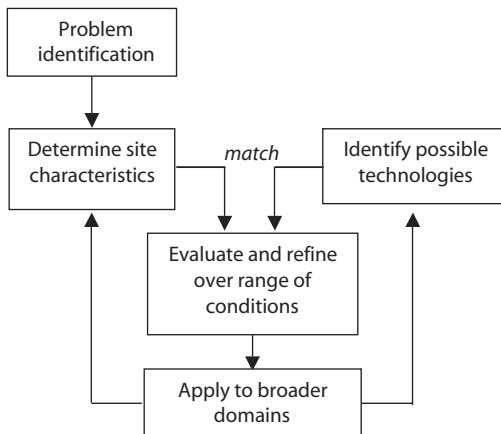 Problem
identification
Determine site
characteristics
match
Identify possible
technologies
Evaluate and refine
over range of
conditions
Apply to broader
domains